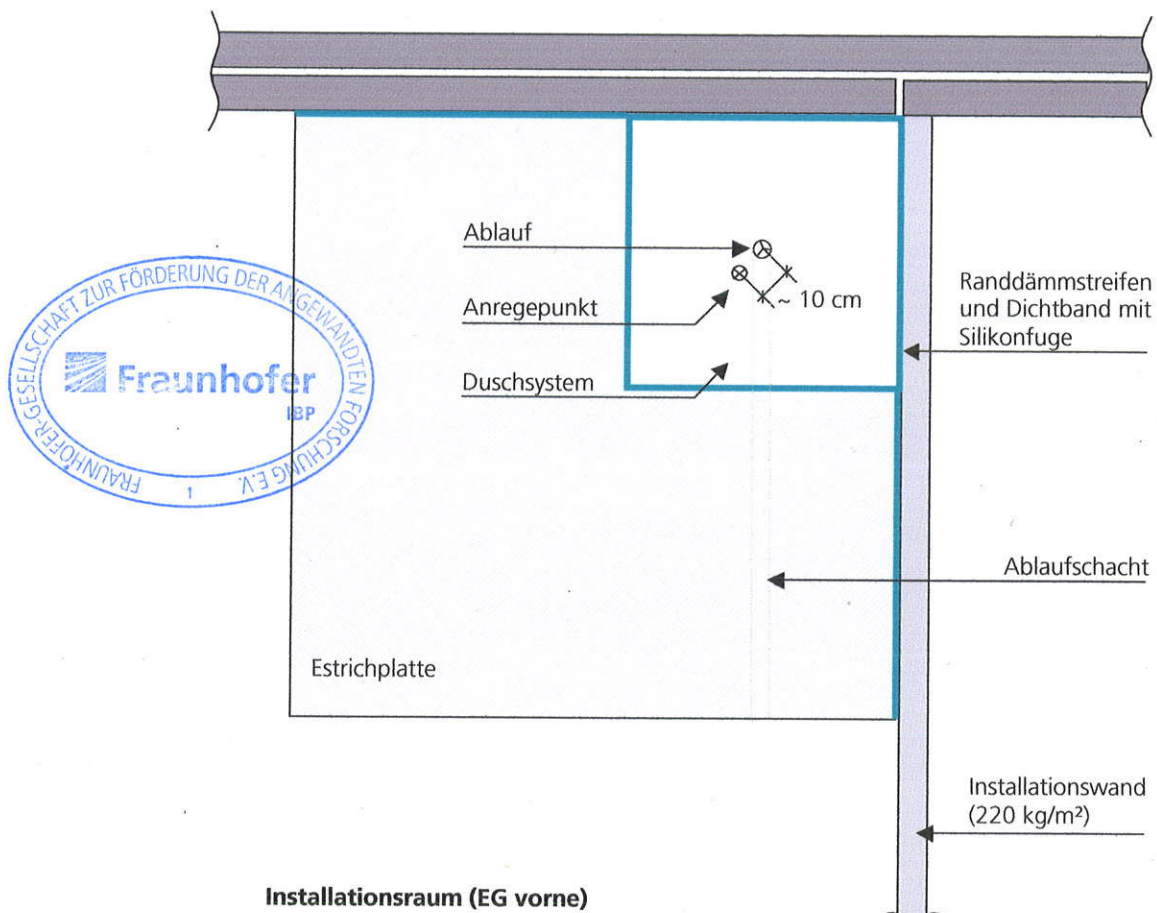 Ablauf
Anregepunkt
~ 10 cm
Duschsystem
Randdämmstreifen
und Dichtband mit
Silikonfuge
FRAUNHOFER-GESELLSCHAFT ZUR FÖRDERUNG DER ANGEWANDTEN FORSCHUNG E.V.
Fraunhofer
IBP
1
Ablaufschacht
Estrichplatte
Installationswand
(220 kg/m²)
Installationsraum (EG vorne)